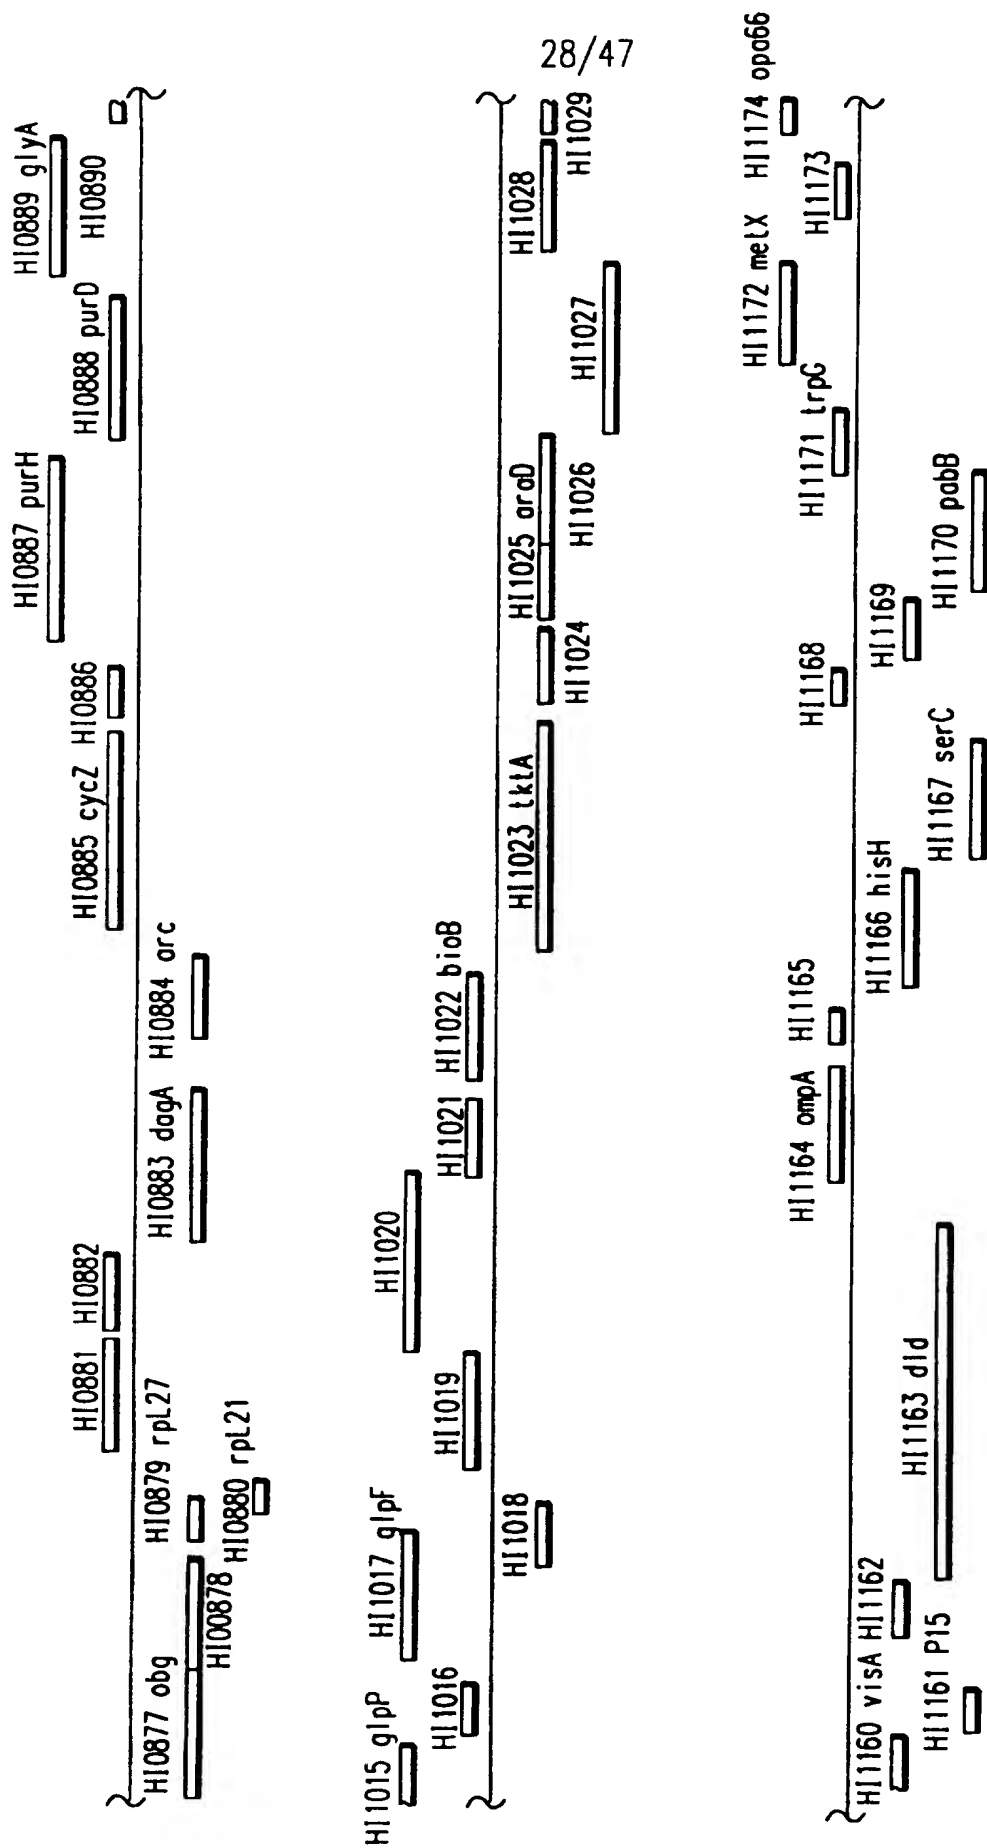 28/47
HI0877 obg
HI00878
HI0879 rpL27
HI0880 rpL21
HI0881
HI0882
HI0883 dagA
HI0884 arc
HI0885 cycZ
HI0886
HI0887 purH
HI0888 purD
HI0889 glyA
HI0890
HI1015 glpP
HI1016
HI1017 glpF
HI1018
HI1019
HI1020
HI1021
HI1022 bioB
HI1023 tktA
HI1024
HI1025 araD
HI1026
HI1027
HI1028
HI1029
HI1160 visA
HI1161 P15
HI1162
HI1163 dld
HI1164 ompA
HI1165
HI1166 hisH
HI1167 serC
HI1168
HI1169
HI1170 pabB
HI1171 trpG
HI1172 metX
HI1173
HI1174 opa66